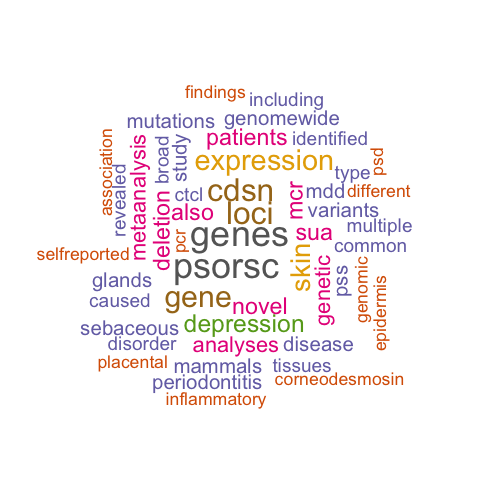 findings
including
mutations
genomewide
patients
identified
association
revealed
metaanalysis
broad
study
expression
type
psd
ctcl
cdsn
mcr
mdd
different
deletion
also
loci
variants
pcr
genes
sua
multiple
common
selfreported
psorsc
skin
genetic
pss
genomic
epidermis
glands
caused
gene
novel
sebaceous
depression
disorder
analyses
disease
placental
mammals
tissues
periodontitis
corneodesmosin
inflammatory